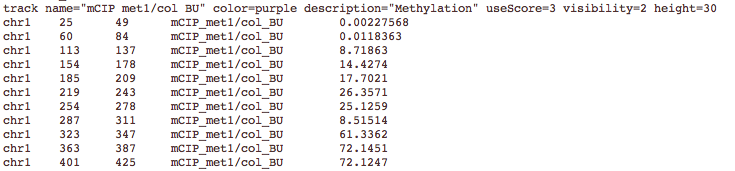 track name="mCIP met1/col BU" color=purple description="Methylation" useScore=3 visibility=2 height=30
chr1 25 49 mCIP_met1/col_BU 0.00227568
chr1 60 84 mCIP_met1/col_BU 0.0118363
chr1 113 137 mCIP_met1/col_BU 8.71863
chr1 154 178 mCIP_met1/col_BU 14.4274
chr1 185 209 mCIP_met1/col_BU 17.7021
chr1 219 243 mCIP_met1/col_BU 26.3571
chr1 254 278 mCIP_met1/col_BU 25.1259
chr1 287 311 mCIP_met1/col_BU 8.51514
chr1 323 347 mCIP_met1/col_BU 61.3362
chr1 363 387 mCIP_met1/col_BU 72.1451
chr1 401 425 mCIP_met1/col_BU 72.1247